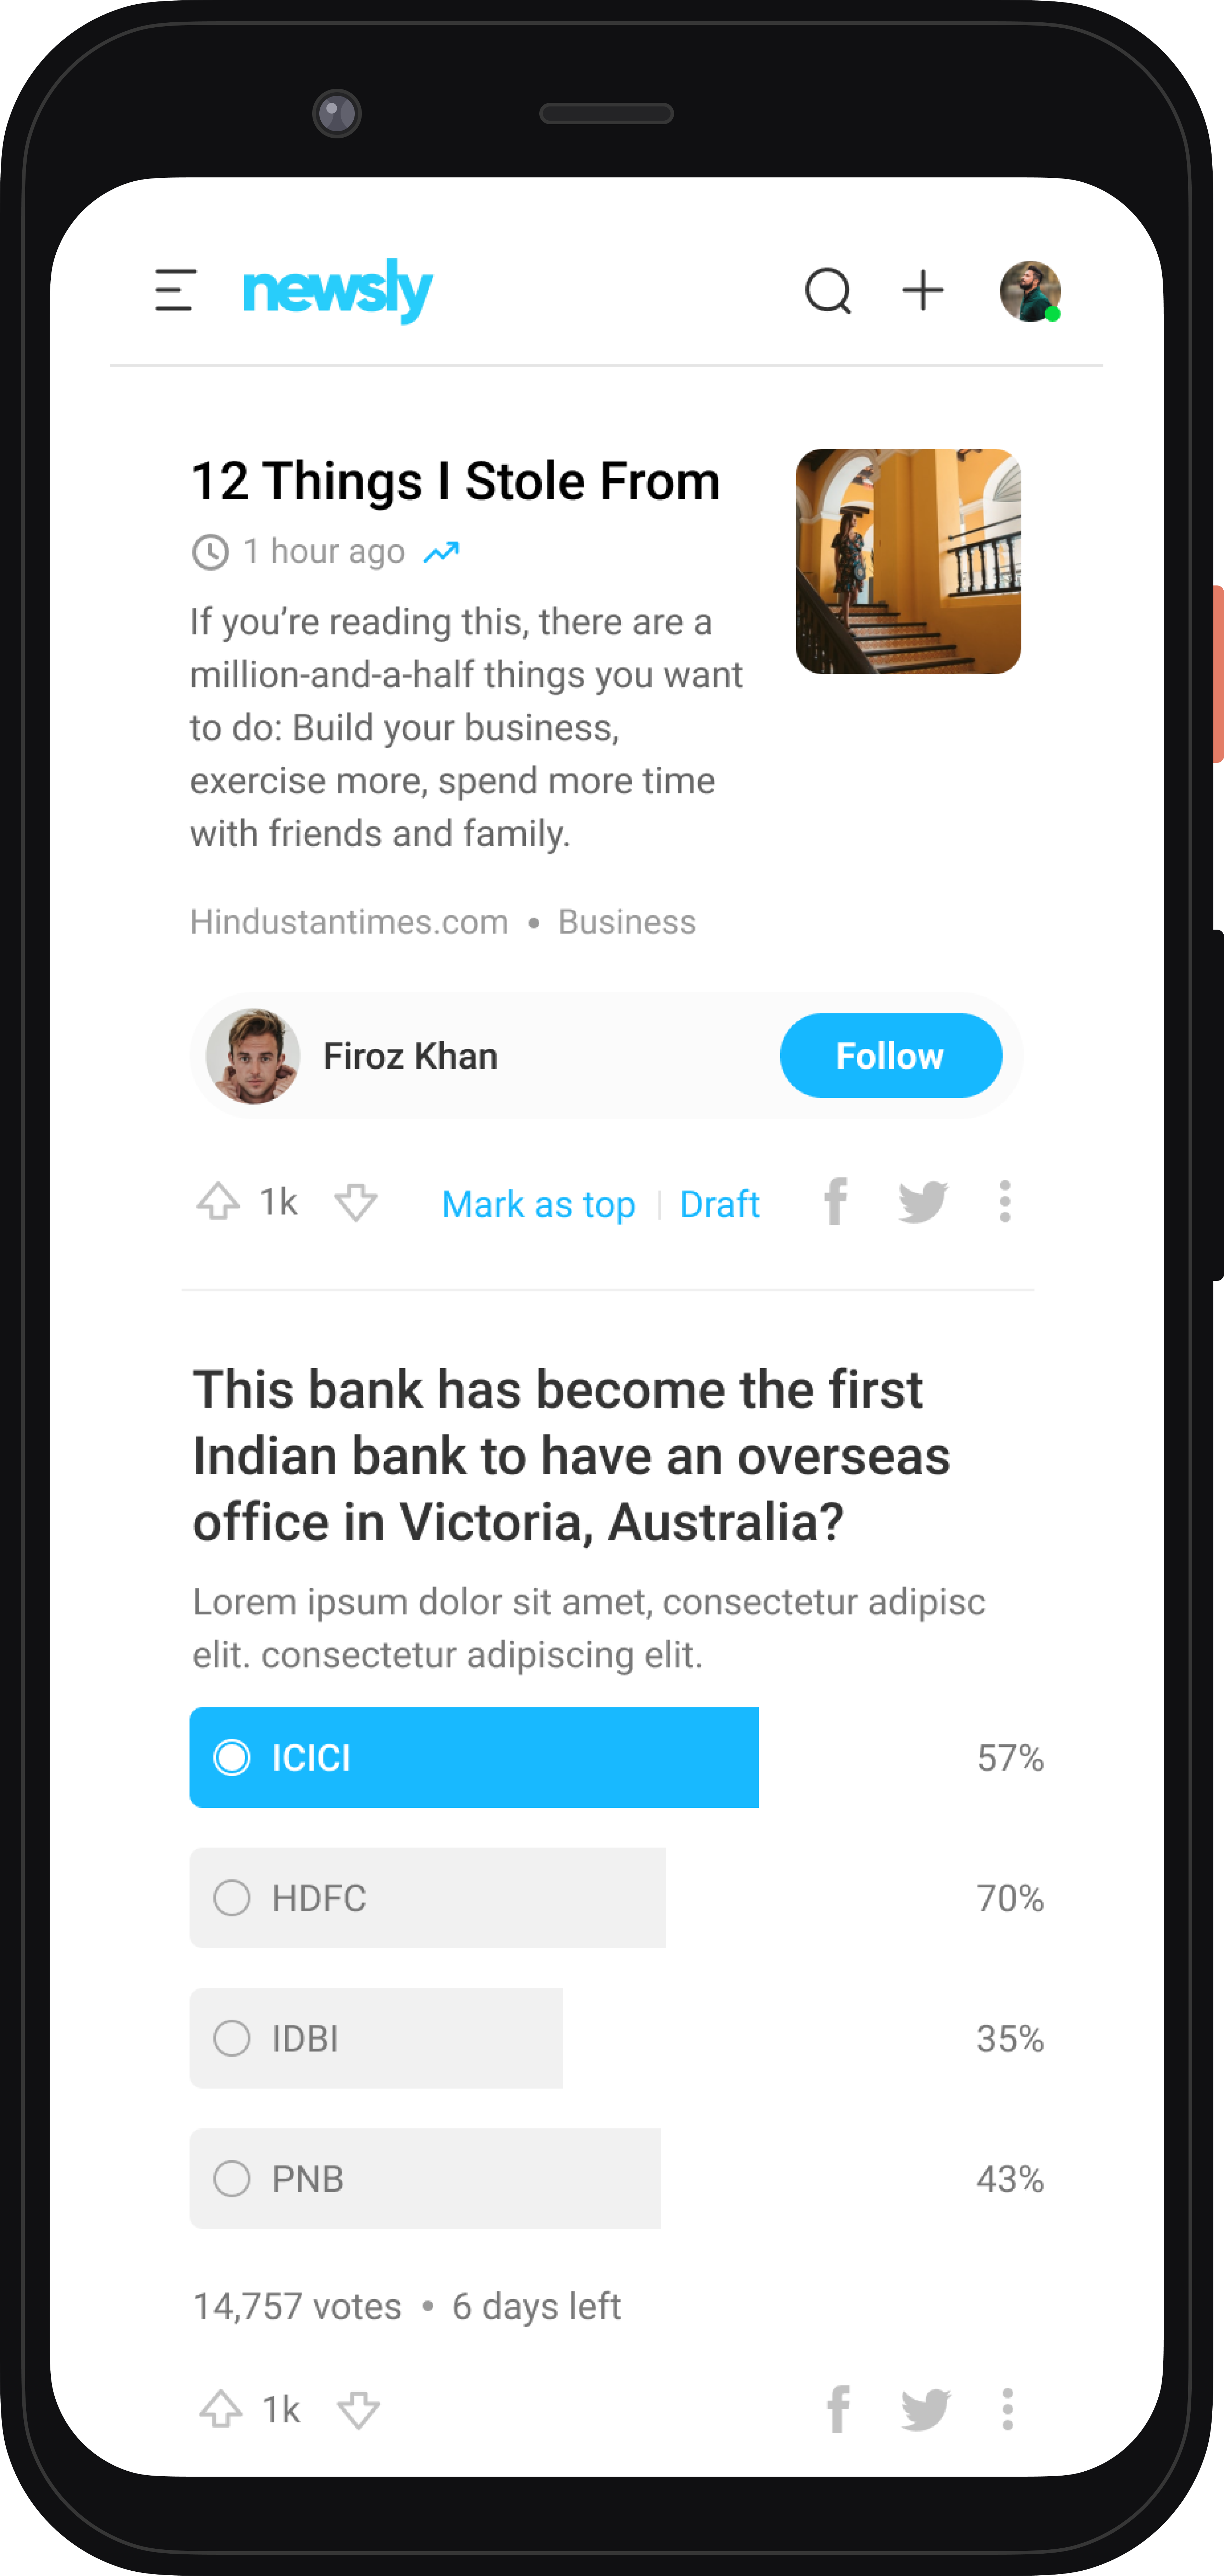 newsly
12 Things I Stole From
1 hour ago
If you’re reading this, there are a
million-and-a-half things you want
to do: Build your business,
exercise more, spend more time
with friends and family.
Hindustantimes.com • Business
Firoz Khan
Follow
1k
Mark as top | Draft
This bank has become the first
Indian bank to have an overseas
office in Victoria, Australia?
Lorem ipsum dolor sit amet, consectetur adipisc
elit. consectetur adipiscing elit.
ICICI 57%
HDFC 70%
IDBI 35%
PNB 43%
14,757 votes • 6 days left
1k